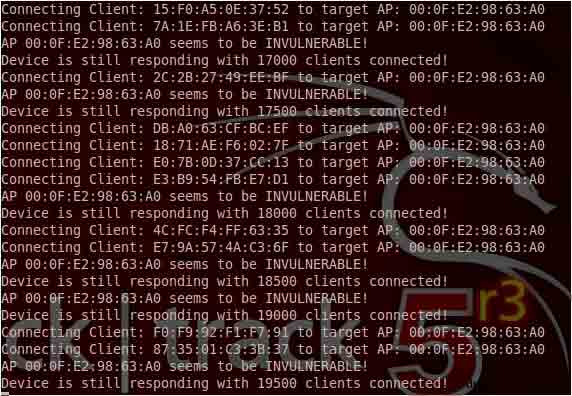 Connecting Client: 15:F0:A5:0E:37:52 to target AP: 00:0F:E2:98:63:A0
Connecting Client: 7A:1E:FB:A6:3E:B1 to target AP: 00:0F:E2:98:63:A0
AP 00:0F:E2:98:63:A0 seems to be INVULNERABLE!
Device is still responding with 17000 clients connected!
Connecting Client: 2C:2B:27:49:EE:BF to target AP: 00:0F:E2:98:63:A0
AP 00:0F:E2:98:63:A0 seems to be INVULNERABLE!
Device is still responding with 17500 clients connected!
Connecting Client: DB:A0:63:CF:BC:EF to target AP: 00:0F:E2:98:63:A0
Connecting Client: 18:71:AE:F6:02:7F to target AP: 00:0F:E2:98:63:A0
Connecting Client: E0:7B:0D:37:CC:13 to target AP: 00:0F:E2:98:63:A0
Connecting Client: E3:B9:54:FB:E7:D1 to target AP: 00:0F:E2:98:63:A0
AP 00:0F:E2:98:63:A0 seems to be INVULNERABLE!
Device is still responding with 18000 clients connected!
Connecting Client: 4C:FC:F4:FF:63:35 to target AP: 00:0F:E2:98:63:A0
Connecting Client: E7:9A:57:4A:C3:6F to target AP: 00:0F:E2:98:63:A0
AP 00:0F:E2:98:63:A0 seems to be INVULNERABLE!
Device is still responding with 18500 clients connected!
AP 00:0F:E2:98:63:A0 seems to be INVULNERABLE!
Device is still responding with 19000 clients connected!
Connecting Client: to target AP: 00:0F:E2:98:63:A0
Connecting Client: to target AP: 00:0F:E2:98:63:A0
AP 00:0F:E2:98:63:A0 seems to be INVULNERABLE!
Device is still responding with 19500 clients connected!
ck | track 5 r3